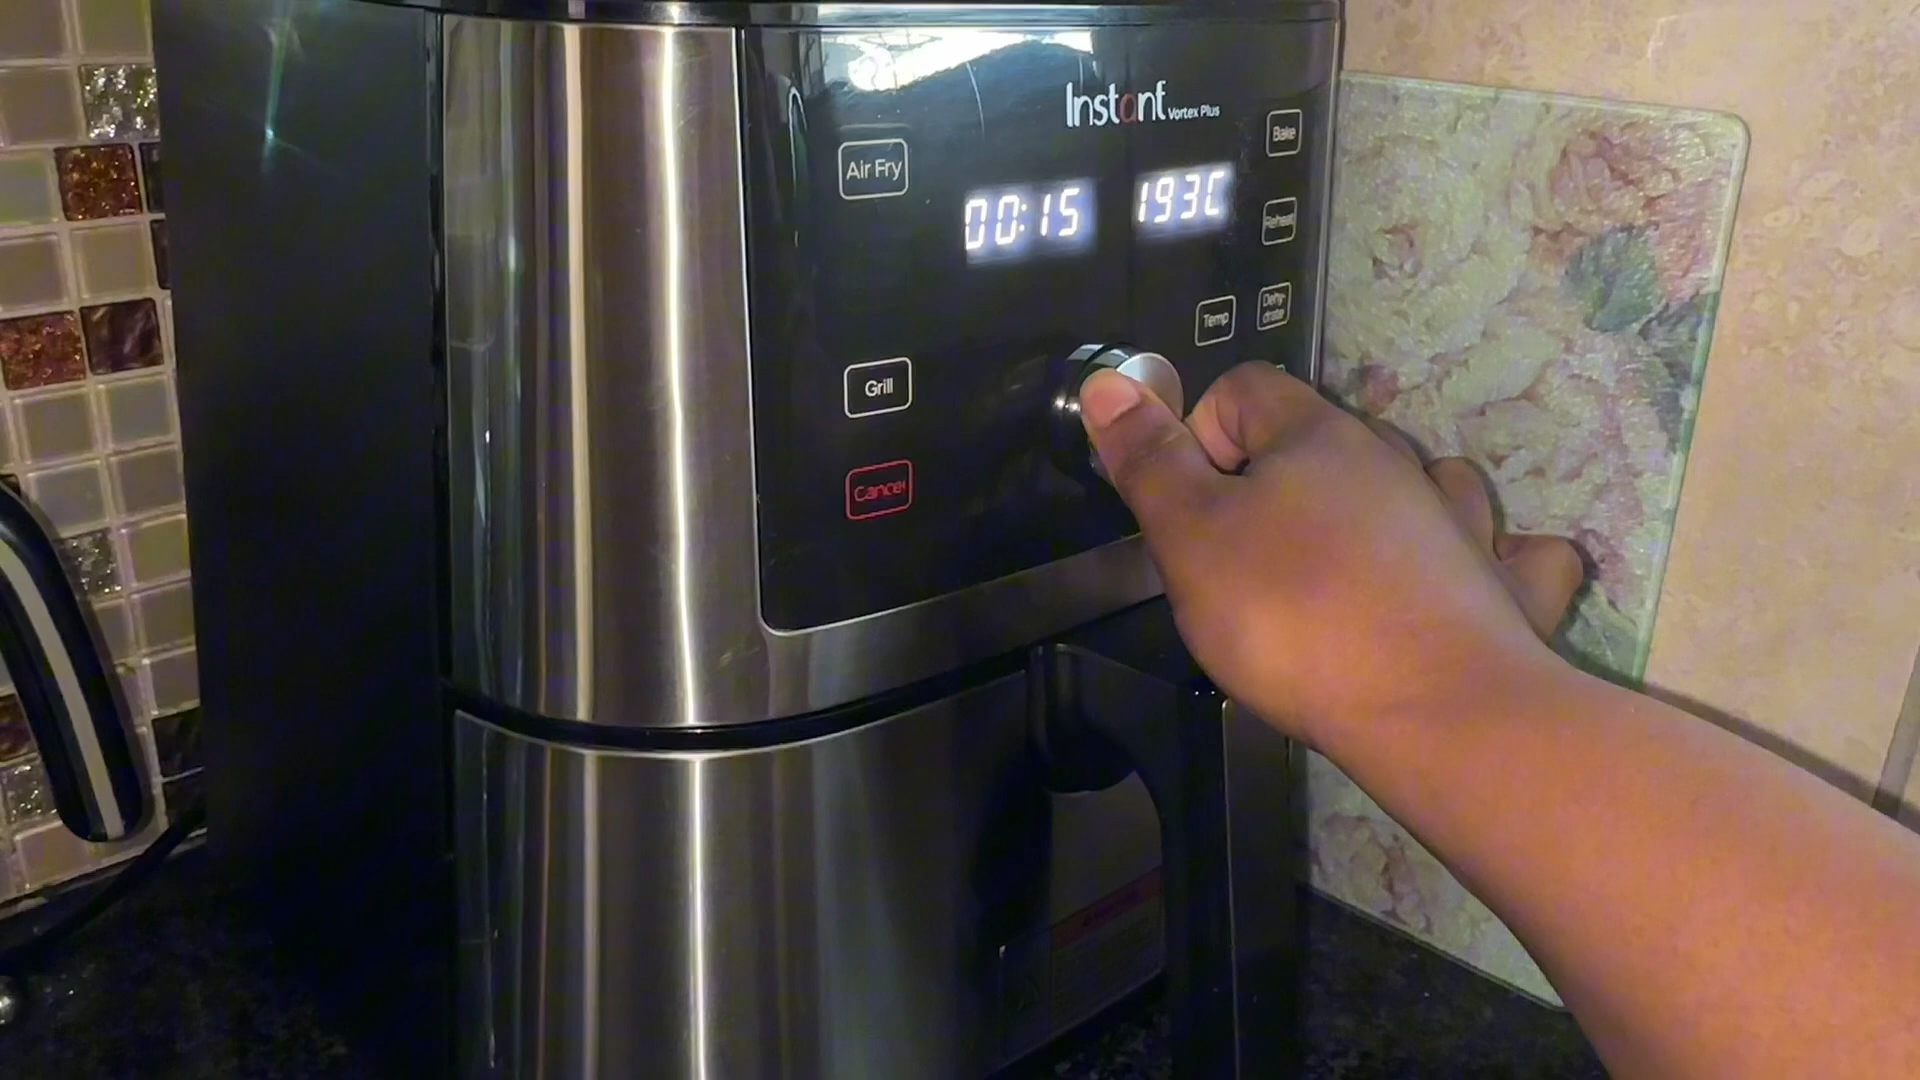 Instant Vortex Plus
Air Fry
Bake
00:15
193C
Reheat
Temp
Dehy-
drate
Grill
Cancel